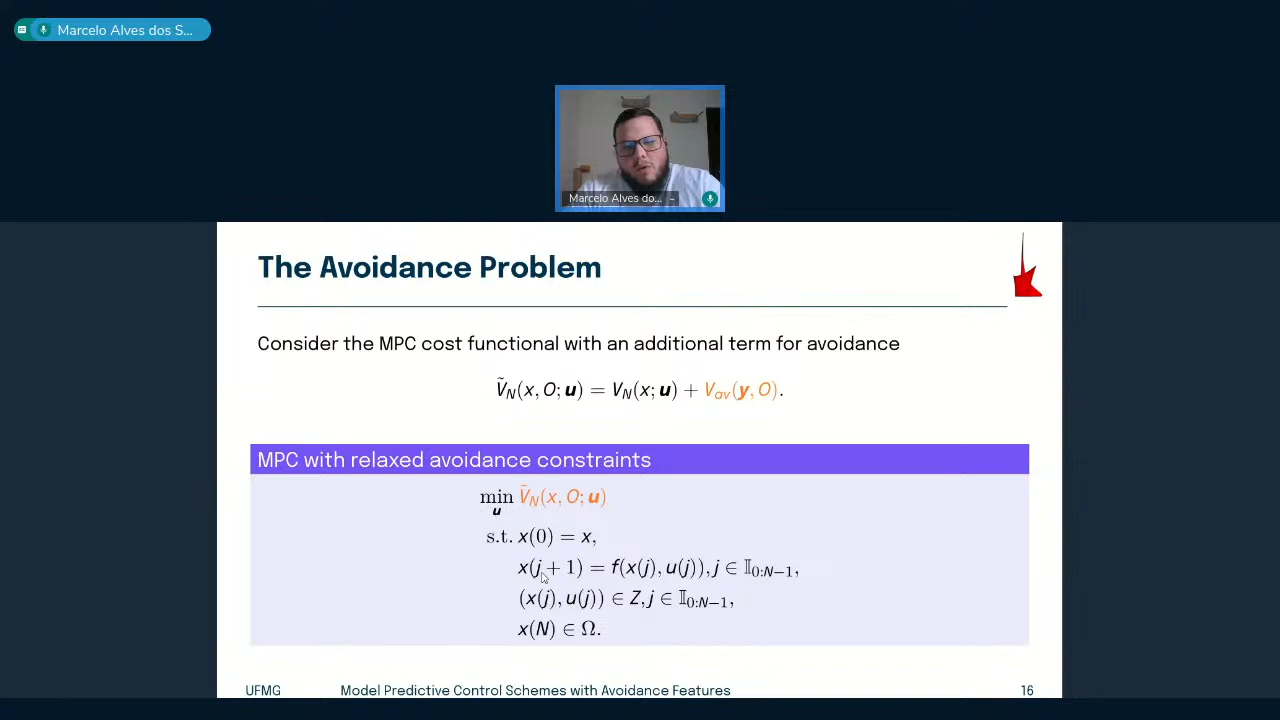 Marcelo Alves dos S...
Marcelo Alves do...
The Avoidance Problem
Consider the MPC cost functional with an additional term for avoidance
Ṽ_N(x, O; u) = V_N(x; u) + V_av(y, O).
MPC with relaxed avoidance constraints
min_u Ṽ_N(x, O; u)
s.t. x(0) = x,
x(j + 1) = f(x(j), u(j)), j ∈ 𝕀_{0:N−1},
(x(j), u(j)) ∈ Z, j ∈ 𝕀_{0:N−1},
x(N) ∈ Ω.
UFMG Model Predictive Control Schemes with Avoidance Features 16